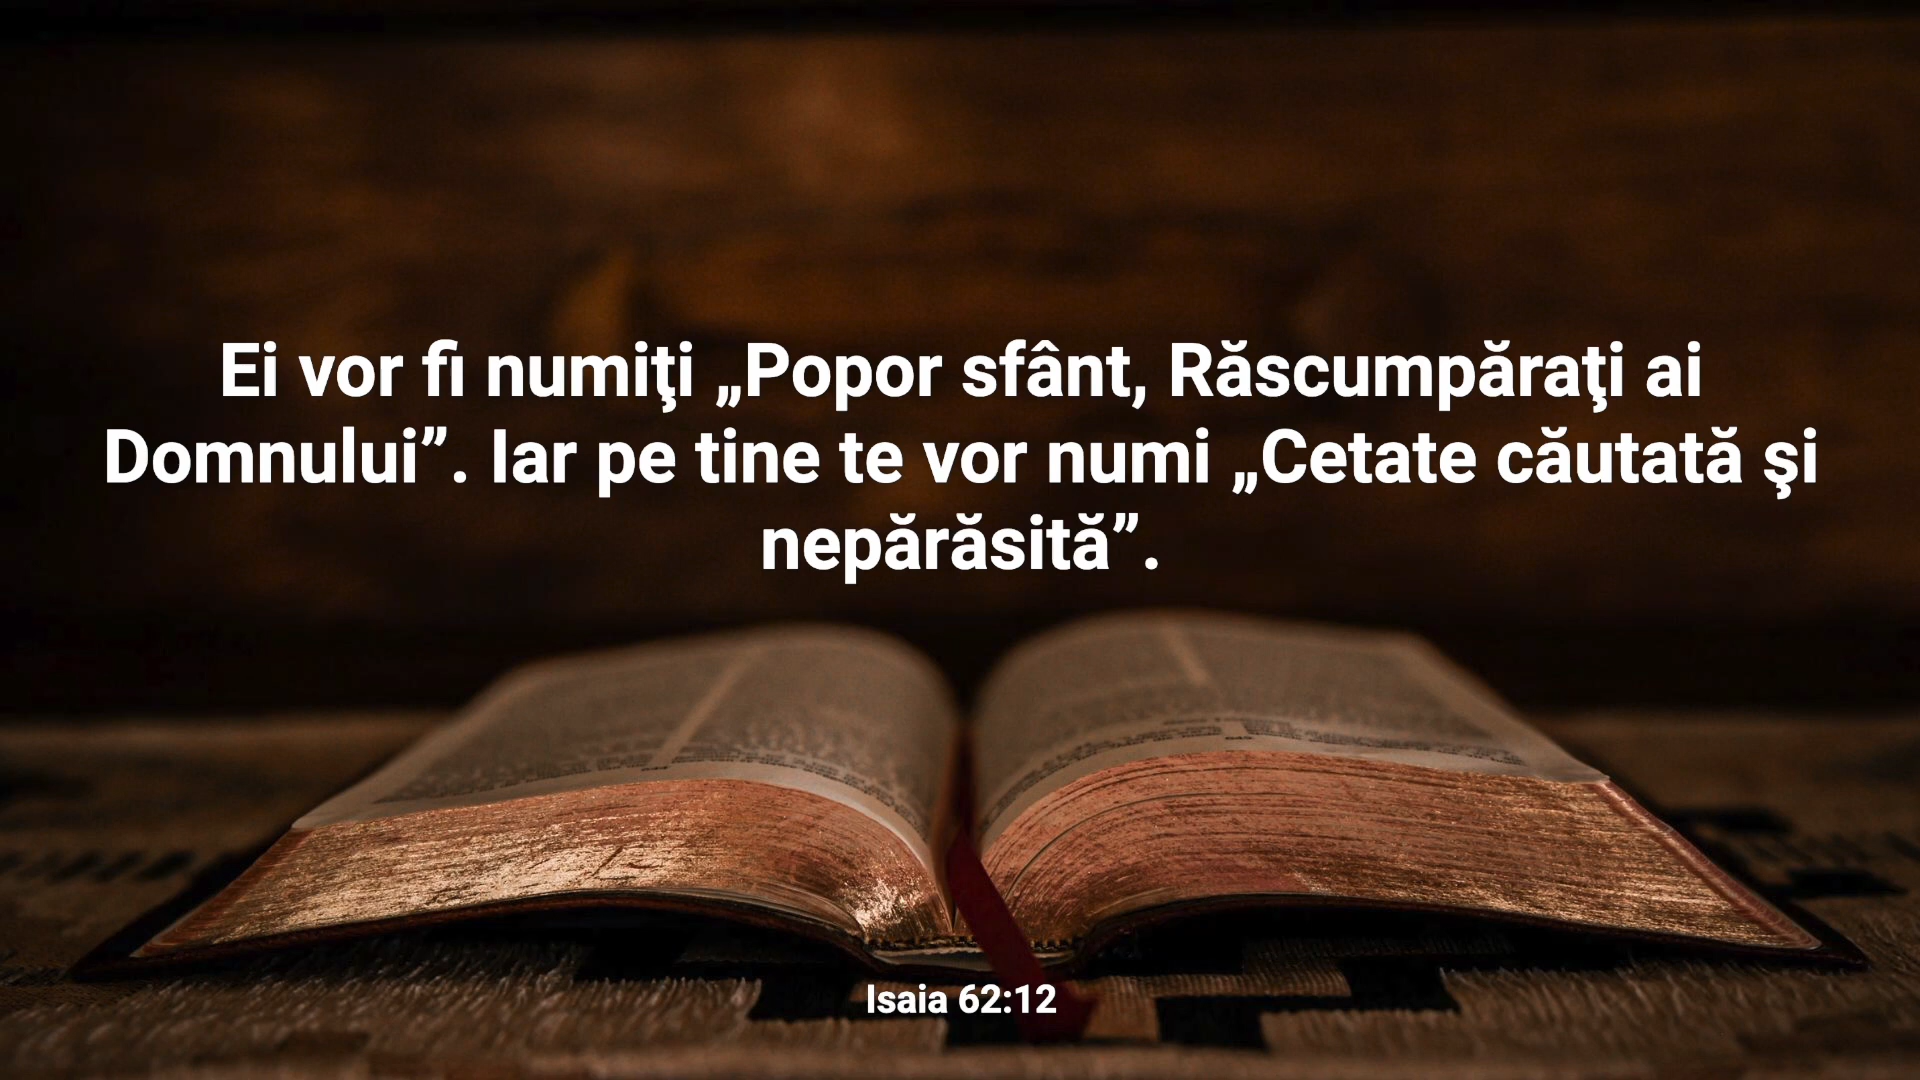 Ei vor fi numiţi „Popor sfânt, Răscumpăraţi ai
Domnului”. Iar pe tine te vor numi „Cetate căutată şi
nepărăsită”.
Isaia 62:12